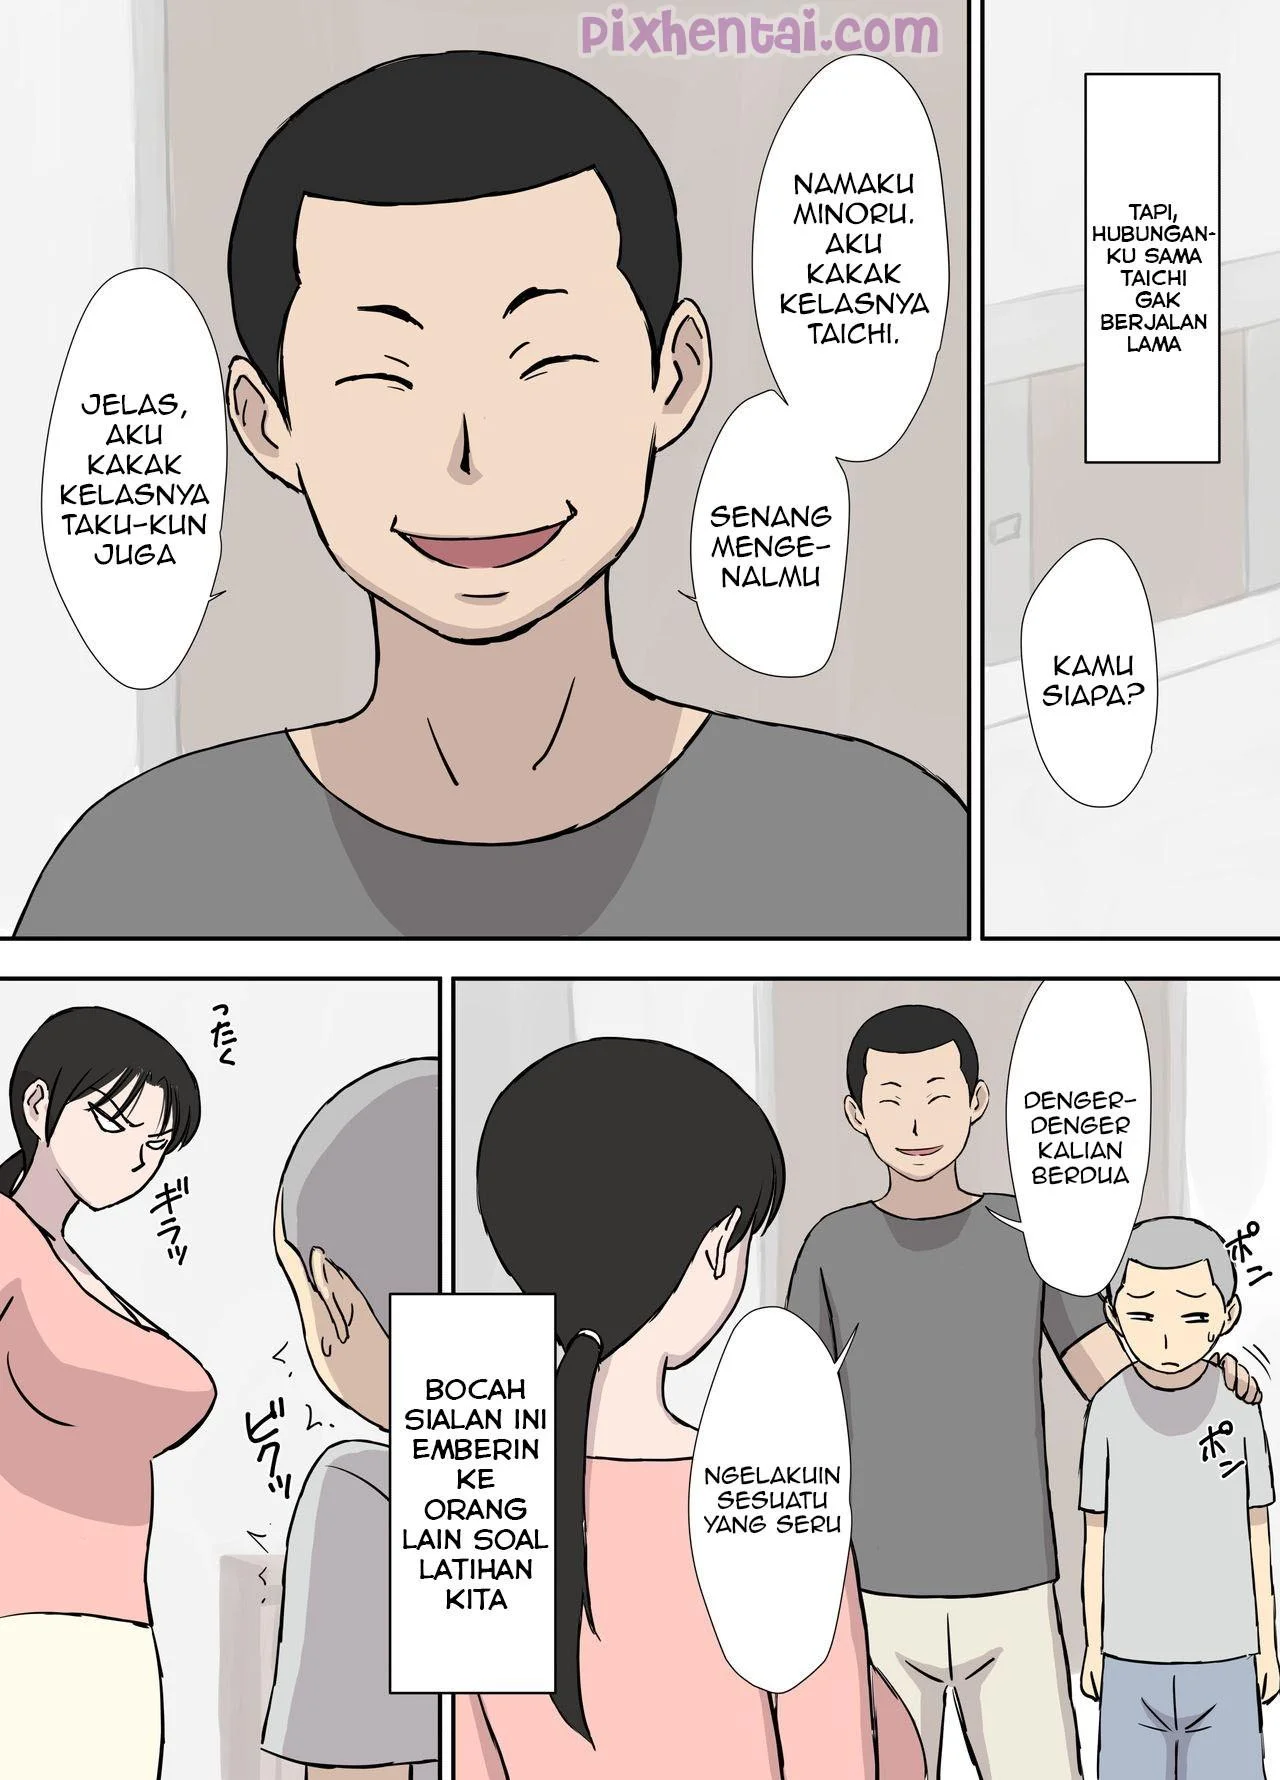 pixhentai.com
TAPI,
HUBUNGAN-
KU SAMA
TAICHI
GAK
BERJALAN
LAMA
KAMU
SIAPA?
NAMAKU
MINORU.
AKU
KAKAK
KELASNYA
TAICHI.
SENANG
MENGE-
NALMU
JELAS,
AKU
KAKAK
KELASNYA
TAKU-KUN
JUGA
DENGER-
DENGER
KALIAN
BERDUA
ポン
ポン
NGELAKUIN
SESUATU
YANG SERU
ったく
ギラッ
ビクッ
BOCAH
SIALAN INI
EMBERIN
KE
ORANG
LAIN SOAL
LATIHAN
KITA